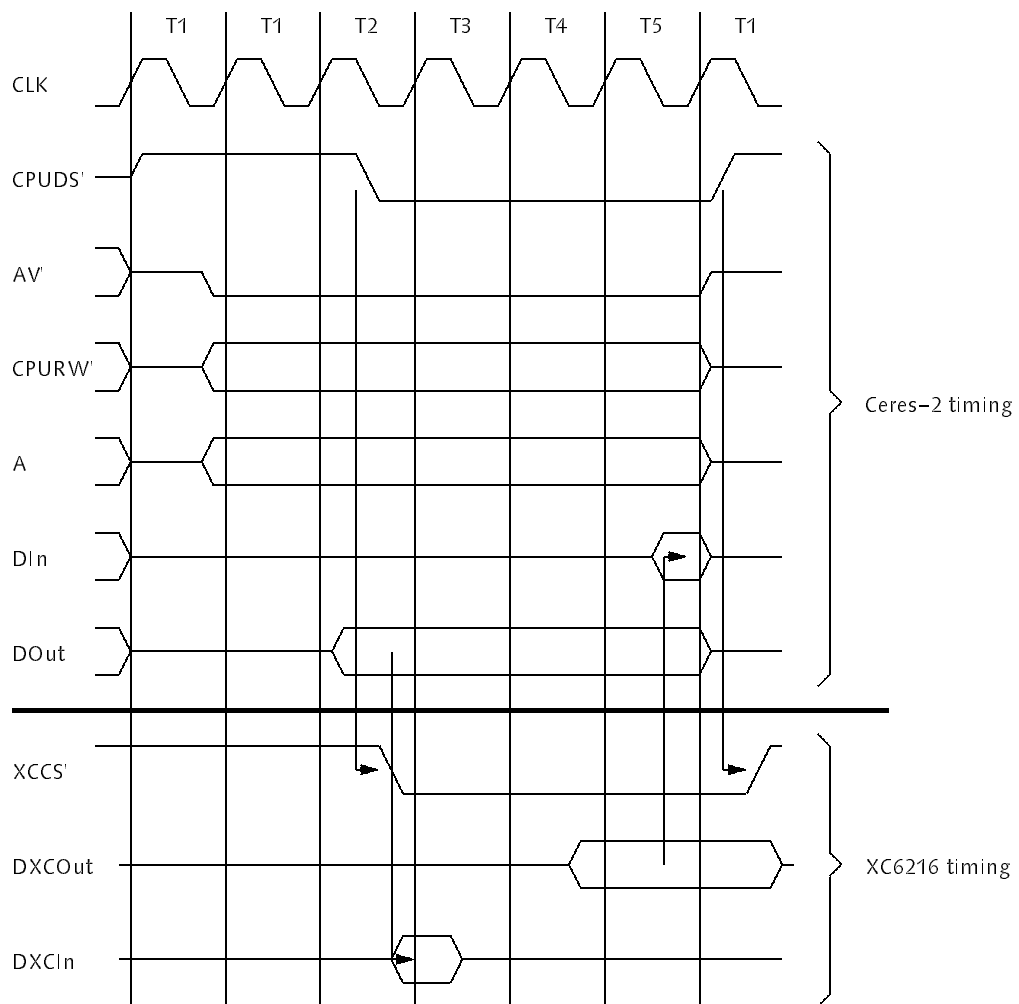 T1 T1 T2 T3 T4 T5 T1
CLK
CPUDS'
AV'
CPURW'
A
DIn
DOut
Ceres-2 timing
XCCS'
DXCOut
DXCIn
XC6216 timing